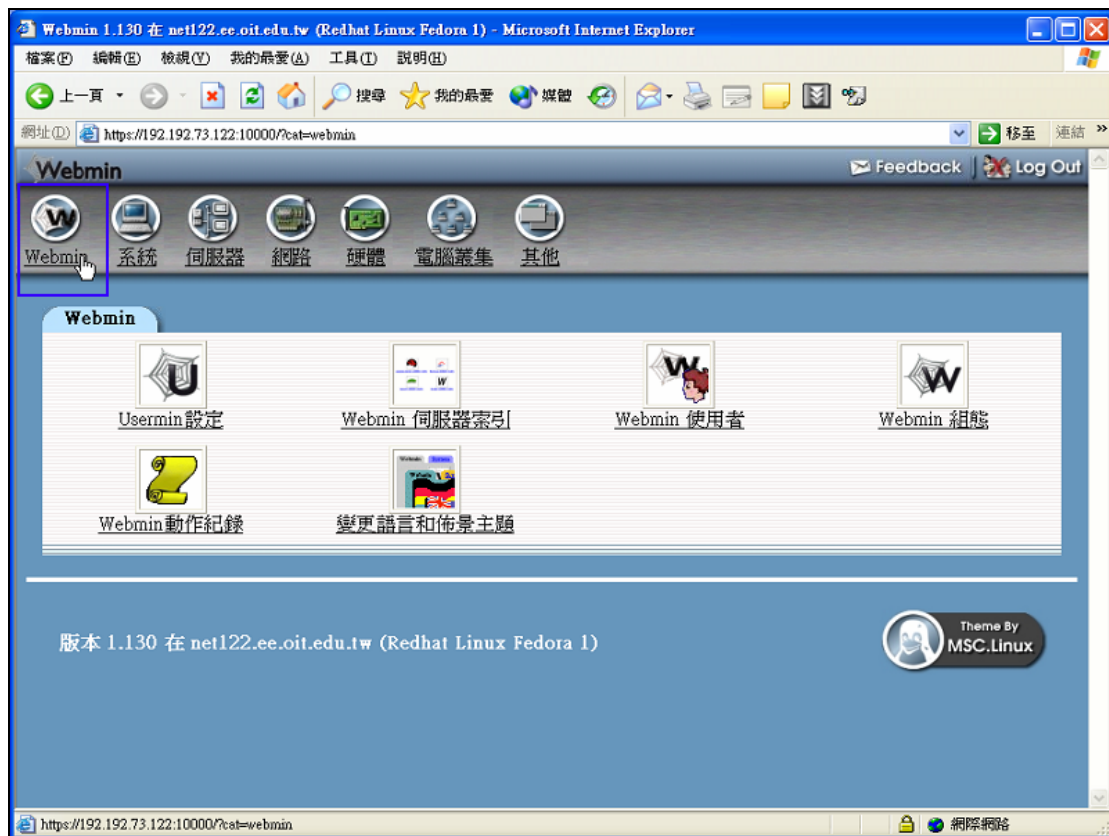 Webmin 1.130 在 net122.ee.oit.edu.tw (Redhat Linux Fedora 1) - Microsoft Internet Explorer
檔案(F) 編輯(E) 檢視(V) 我的最愛(A) 工具(T) 說明(H)
上一頁 搜尋 我的最愛 媒體
網址(D) https://192.192.73.122:10000/?cat=webmin 移至 連結 »
Webmin Feedback Log Out
Webmin 系統 伺服器 網路 硬體 電腦叢集 其他
Webmin
Usermin設定 Webmin 伺服器索引 Webmin 使用者 Webmin 組態
Webmin動作紀錄 變更語言和佈景主題
版本 1.130 在 net122.ee.oit.edu.tw (Redhat Linux Fedora 1)
Theme By
MSC.Linux
https://192.192.73.122:10000/?cat=webmin 網際網路